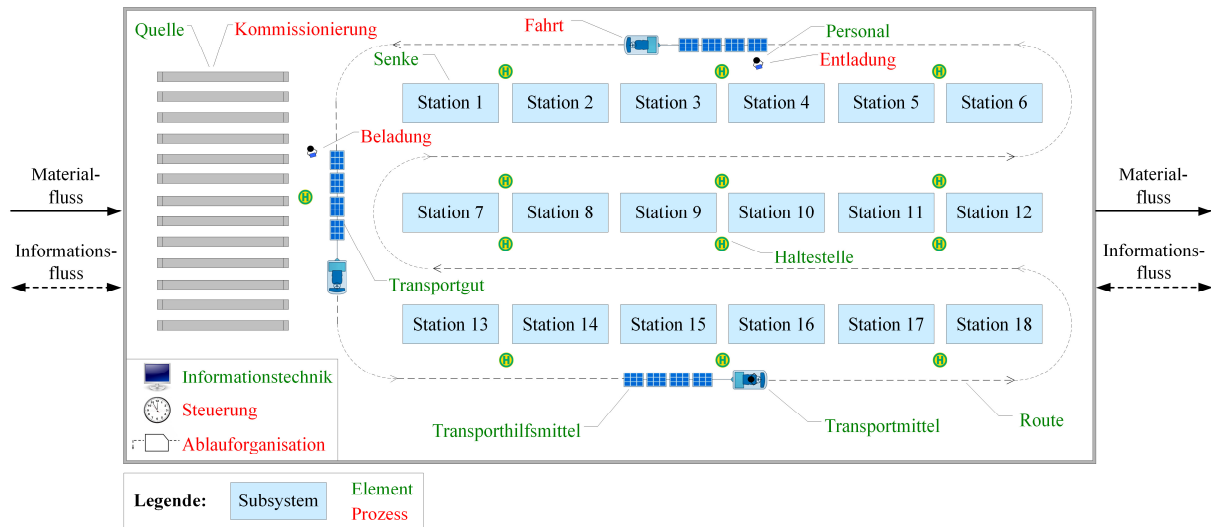 Quelle
Kommissionierung
Fahrt
Personal
Entladung
Senke
H H H
Station 1 Station 2 Station 3 Station 4 Station 5 Station 6
Beladung
Material-
fluss
Material-
fluss
H
H H H
Station 7 Station 8 Station 9 Station 10 Station 11 Station 12
H H H
Informations-
fluss
Informations-
fluss
Haltestelle
Transportgut
Station 13 Station 14 Station 15 Station 16 Station 17 Station 18
H H H
Informationstechnik
Steuerung
Ablauforganisation
Transporthilfsmittel
Transportmittel
Route
Legende:
Subsystem
Element
Prozess